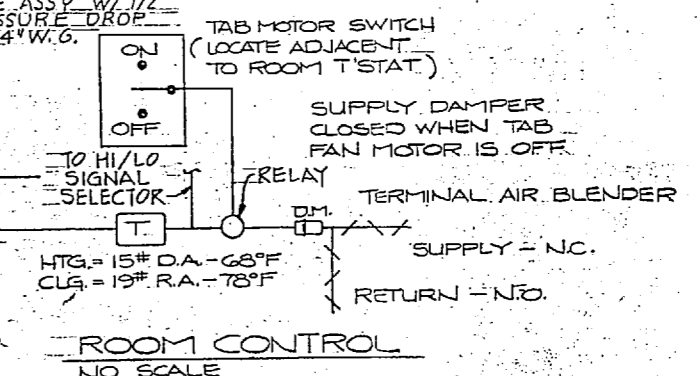 E ASSY W/ 1/2
SSURE DROP
4" W.G.
TAB MOTOR SWITCH
(LOCATE ADJACENT
TO ROOM T'STAT)
ON
OFF
SUPPLY DAMPER
CLOSED WHEN TAB
FAN MOTOR IS OFF
TO HI/LO
SIGNAL
SELECTOR
RELAY
TERMINAL AIR BLENDER
D.M.
T
SUPPLY - N.C.
HTG.= 15# D.A.-68°F
CLG.= 19# R.A.-78°F
RETURN - N.O.
ROOM CONTROL
NO SCALE